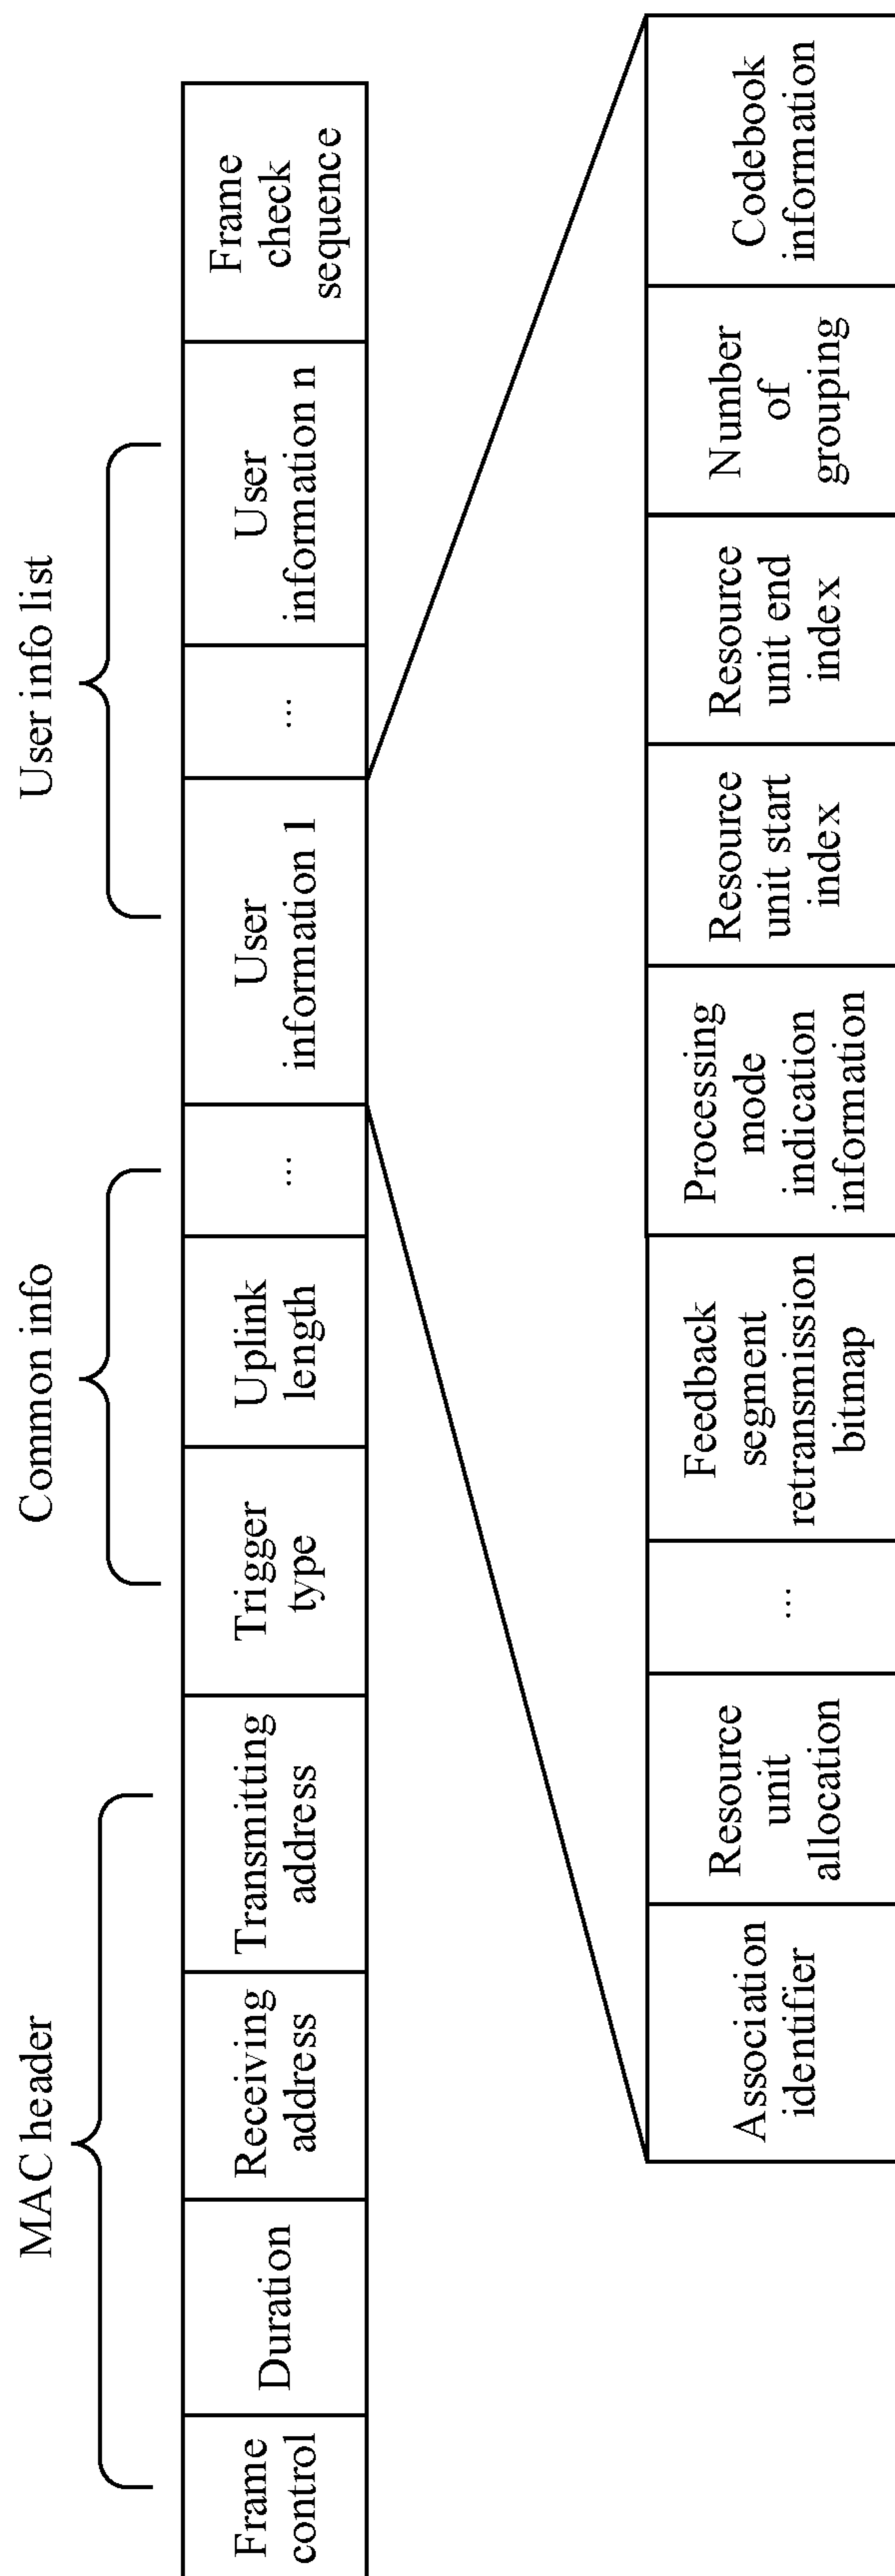 MAC header
Common info
User info list
Frame
control
Duration
Receiving
address
Transmitting
address
Trigger
type
Uplink
length
...
User
information 1
...
User
information n
Frame
check
sequence
Association
identifier
Resource
unit
allocation
...
Feedback
segment
retransmission
bitmap
Processing
mode
indication
information
Resource
unit start
index
Resource
unit end
index
Number
of
grouping
Codebook
information